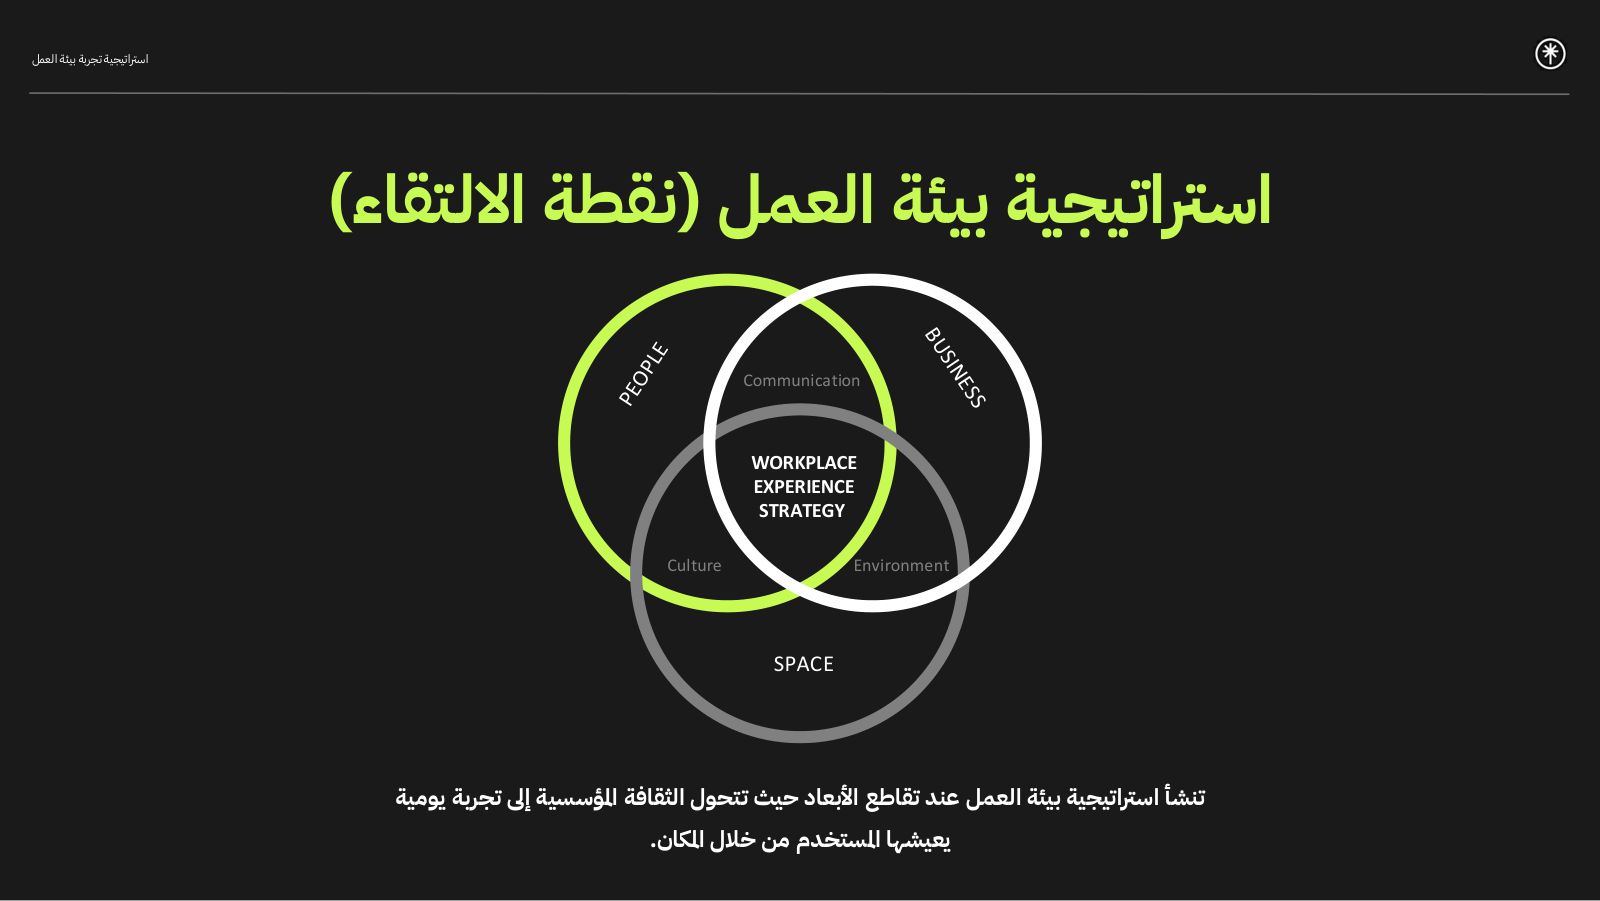 استراتيجية تجربة بيئة العمل
استراتيجية بيئة العمل (نقطة الالتقاء)
PEOPLE
BUSINESS
Communication
WORKPLACE
EXPERIENCE
STRATEGY
Culture
Environment
SPACE
تنشأ استراتيجية بيئة العمل عند تقاطع الأبعاد حيث تتحول الثقافة المؤسسية إلى تجربة يومية
يعيشها المستخدم من خلال المكان.